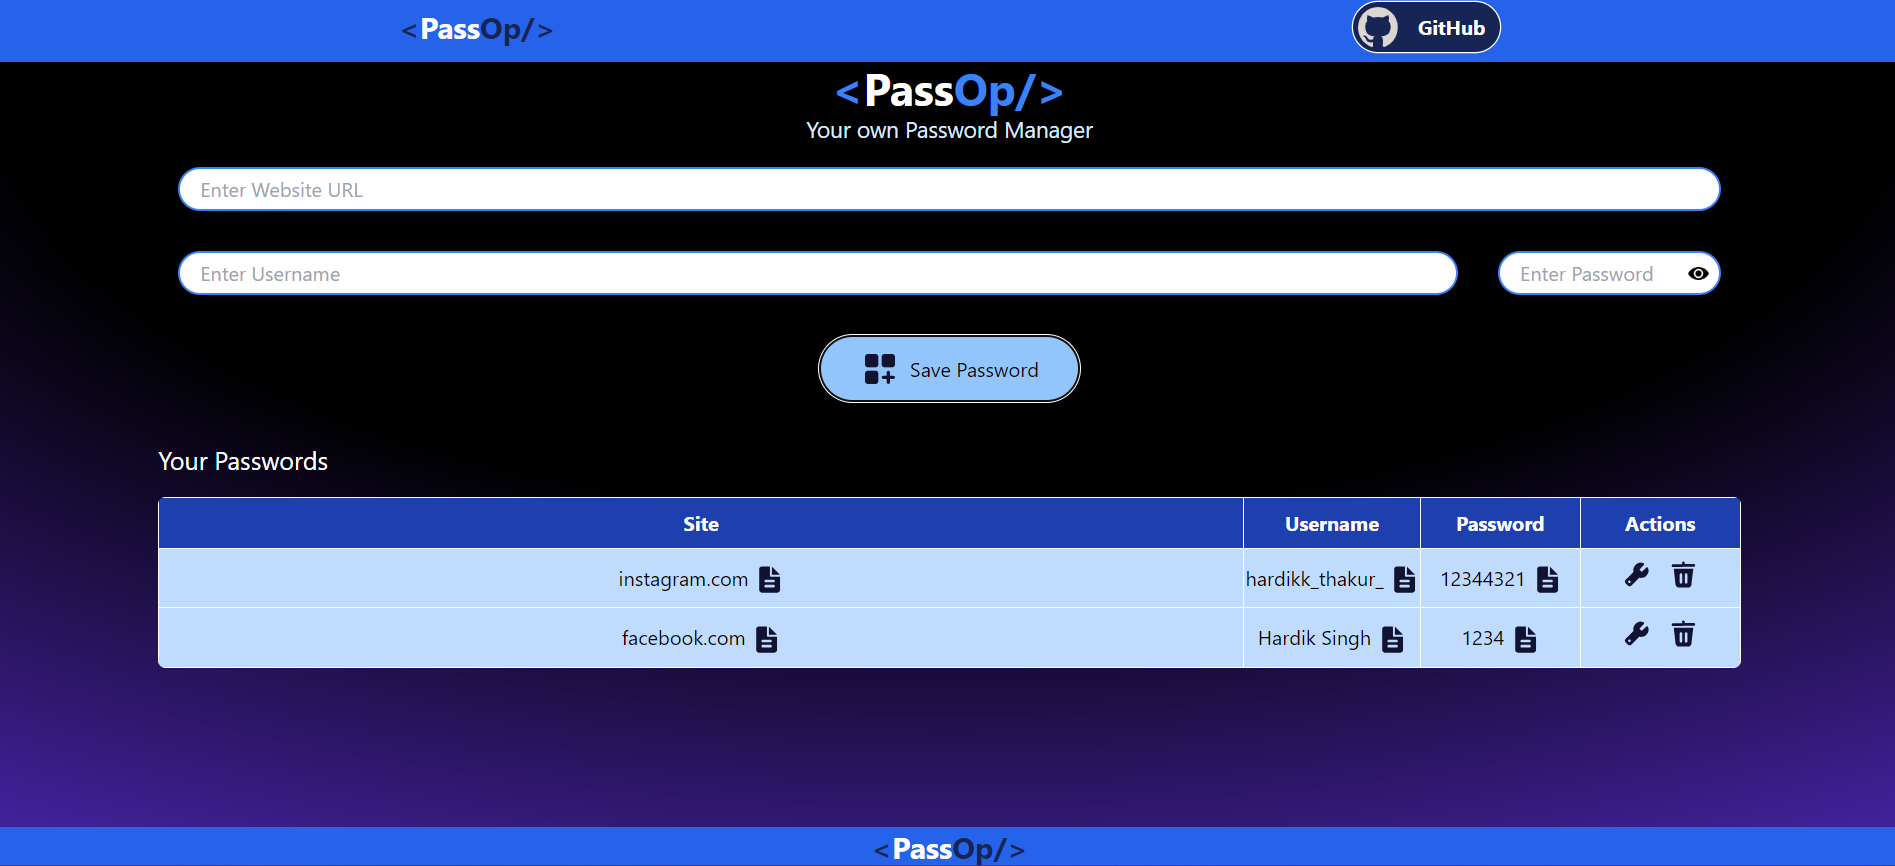 <PassOp/>
GitHub
<PassOp/>
Your own Password Manager
Enter Website URL
Enter Username
Enter Password
Save Password
Your Passwords
Site Username Password Actions
instagram.com hardikk_thakur_ 12344321
facebook.com Hardik Singh 1234
<PassOp/>